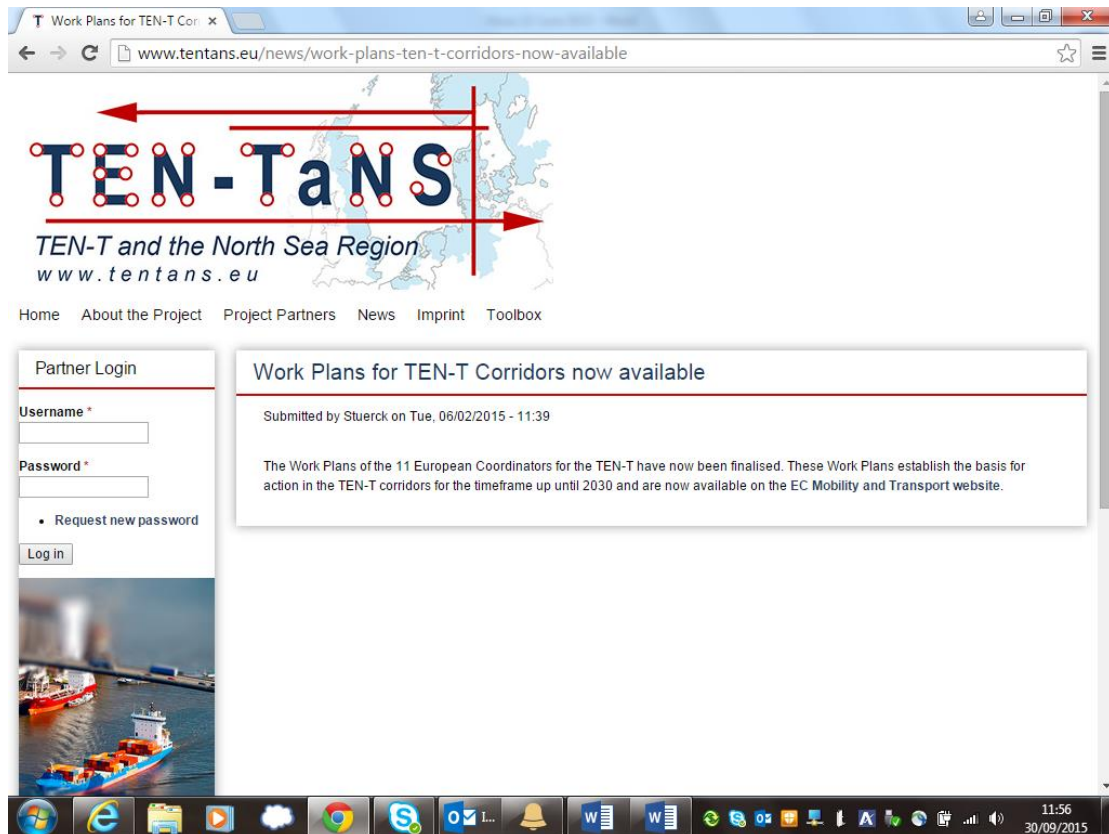 T Work Plans for TEN-T Cor
www.tentans.eu/news/work-plans-ten-t-corridors-now-available
TEN-TaNS
TEN-T and the North Sea Region
www.tentans.eu
Home About the Project Project Partners News Imprint Toolbox
Partner Login
Username *
Password *
Request new password
Log in
Work Plans for TEN-T Corridors now available
Submitted by Stuerck on Tue, 06/02/2015 - 11:39
The Work Plans of the 11 European Coordinators for the TEN-T have now been finalised. These Work Plans establish the basis for
action in the TEN-T corridors for the timeframe up until 2030 and are now available on the EC Mobility and Transport website.
I...
11:56
30/09/2015